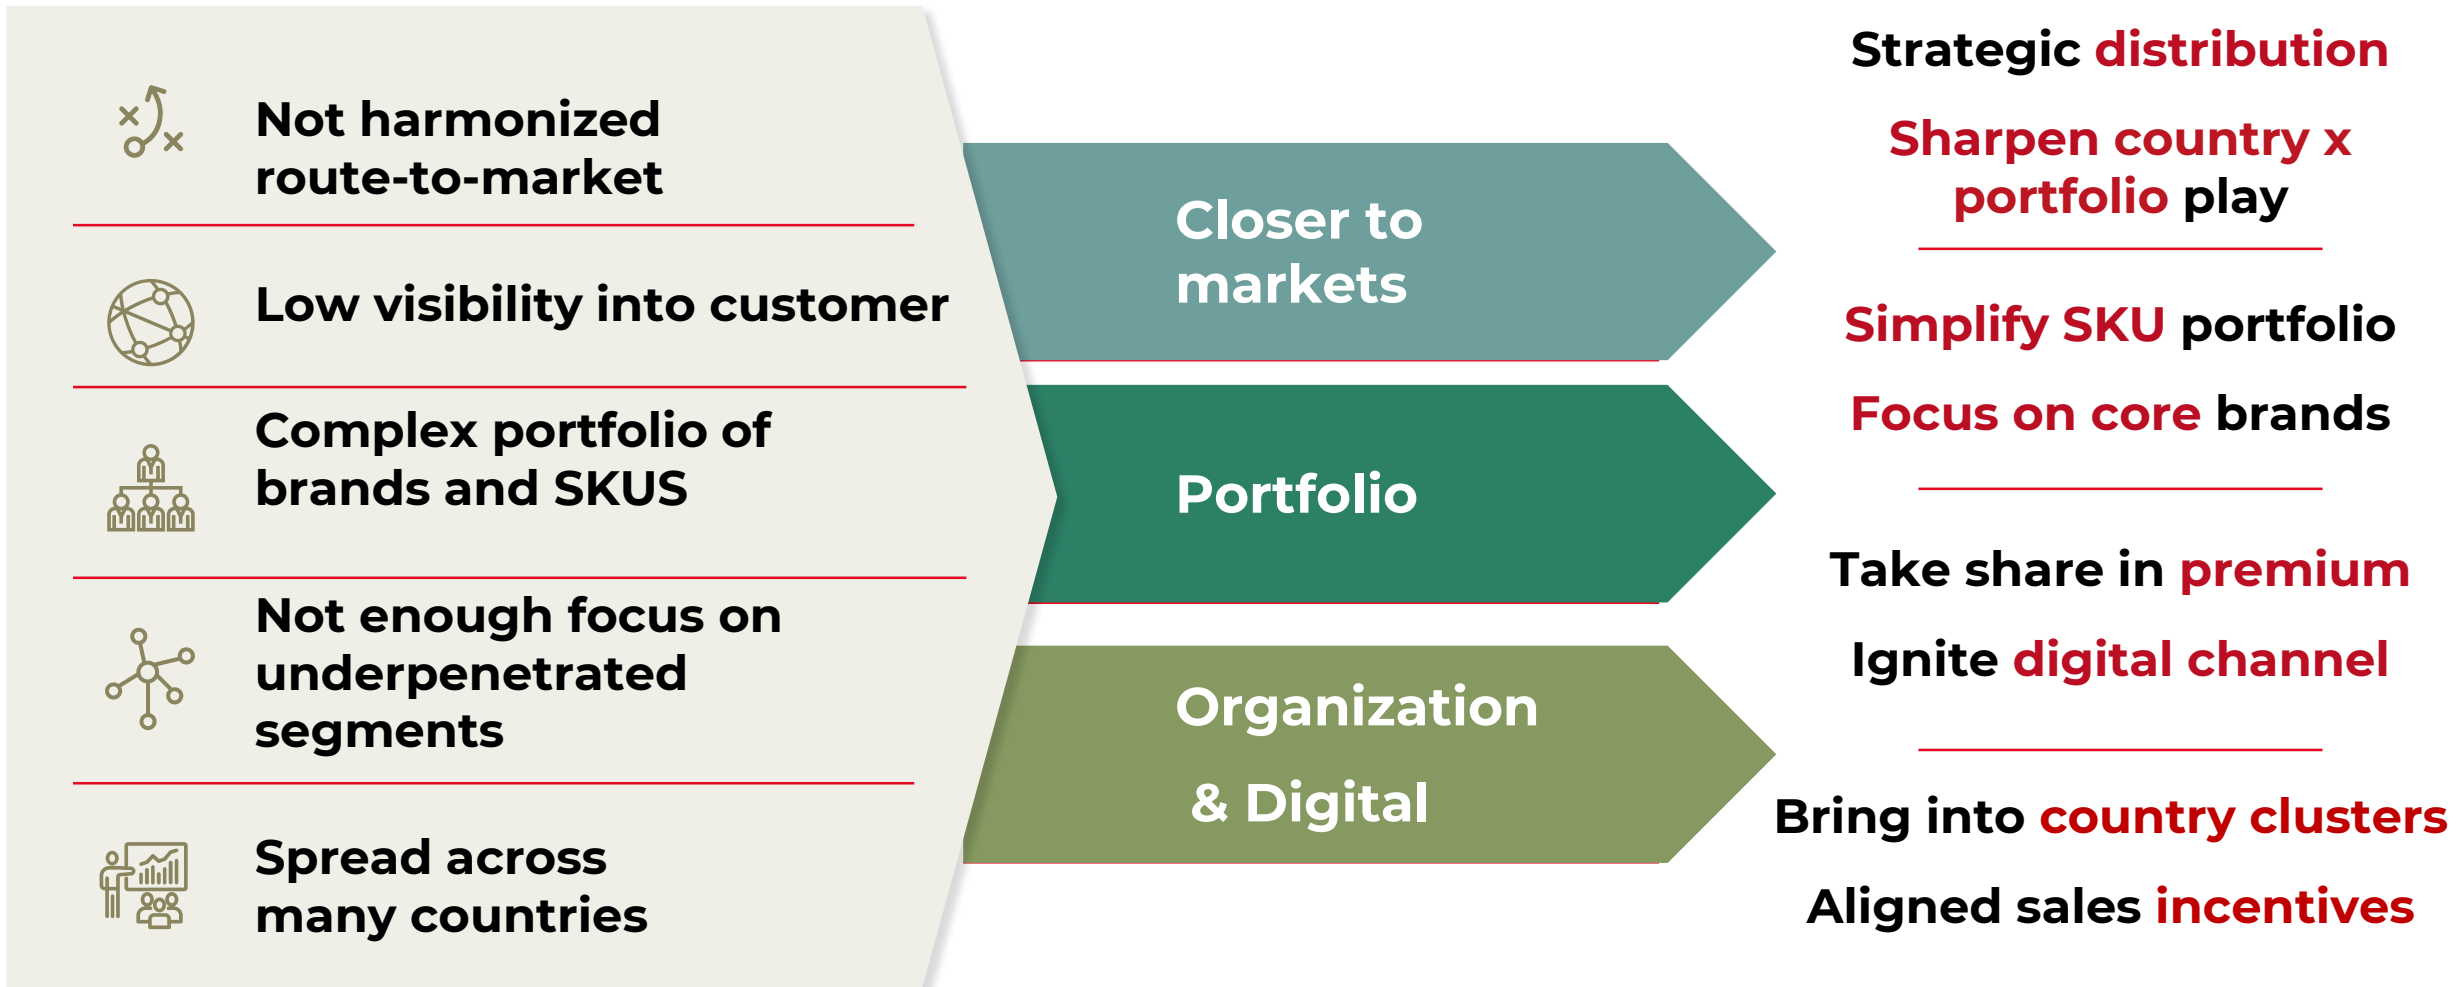 Not harmonized
route-to-market
Low visibility into customer
Complex portfolio of
brands and SKUS
Not enough focus on
underpenetrated
segments
Spread across
many countries
Closer to
markets
Portfolio
Organization
& Digital
Strategic distribution
Sharpen country x
portfolio play
Simplify SKU portfolio
Focus on core brands
Take share in premium
Ignite digital channel
Bring into country clusters
Aligned sales incentives